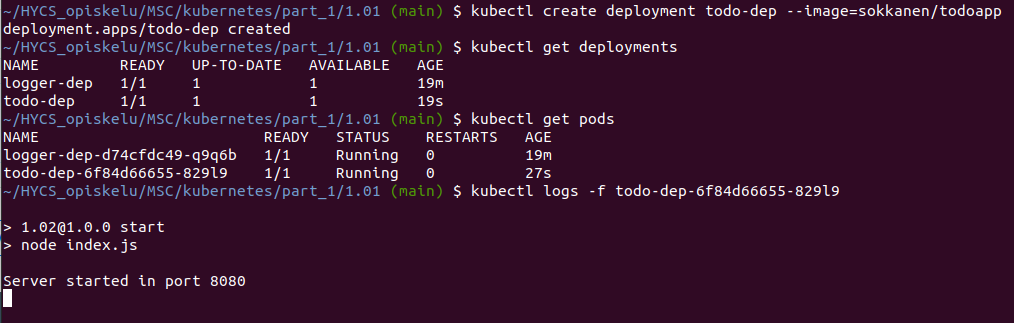 ~/HYCS_opiskelu/MSC/kubernetes/part_1/1.01 (main) $ kubectl create deployment todo-dep --image=sokkanen/todoapp
deployment.apps/todo-dep created
~/HYCS_opiskelu/MSC/kubernetes/part_1/1.01 (main) $ kubectl get deployments
NAME         READY   UP-TO-DATE   AVAILABLE   AGE
logger-dep   1/1     1            1           19m
todo-dep     1/1     1            1           19s
~/HYCS_opiskelu/MSC/kubernetes/part_1/1.01 (main) $ kubectl get pods
NAME                         READY   STATUS    RESTARTS   AGE
logger-dep-d74cfdc49-q9q6b   1/1     Running   0          19m
todo-dep-6f84d66655-829l9    1/1     Running   0          27s
~/HYCS_opiskelu/MSC/kubernetes/part_1/1.01 (main) $ kubectl logs -f todo-dep-6f84d66655-829l9
> 1.02@1.0.0 start
> node index.js
Server started in port 8080